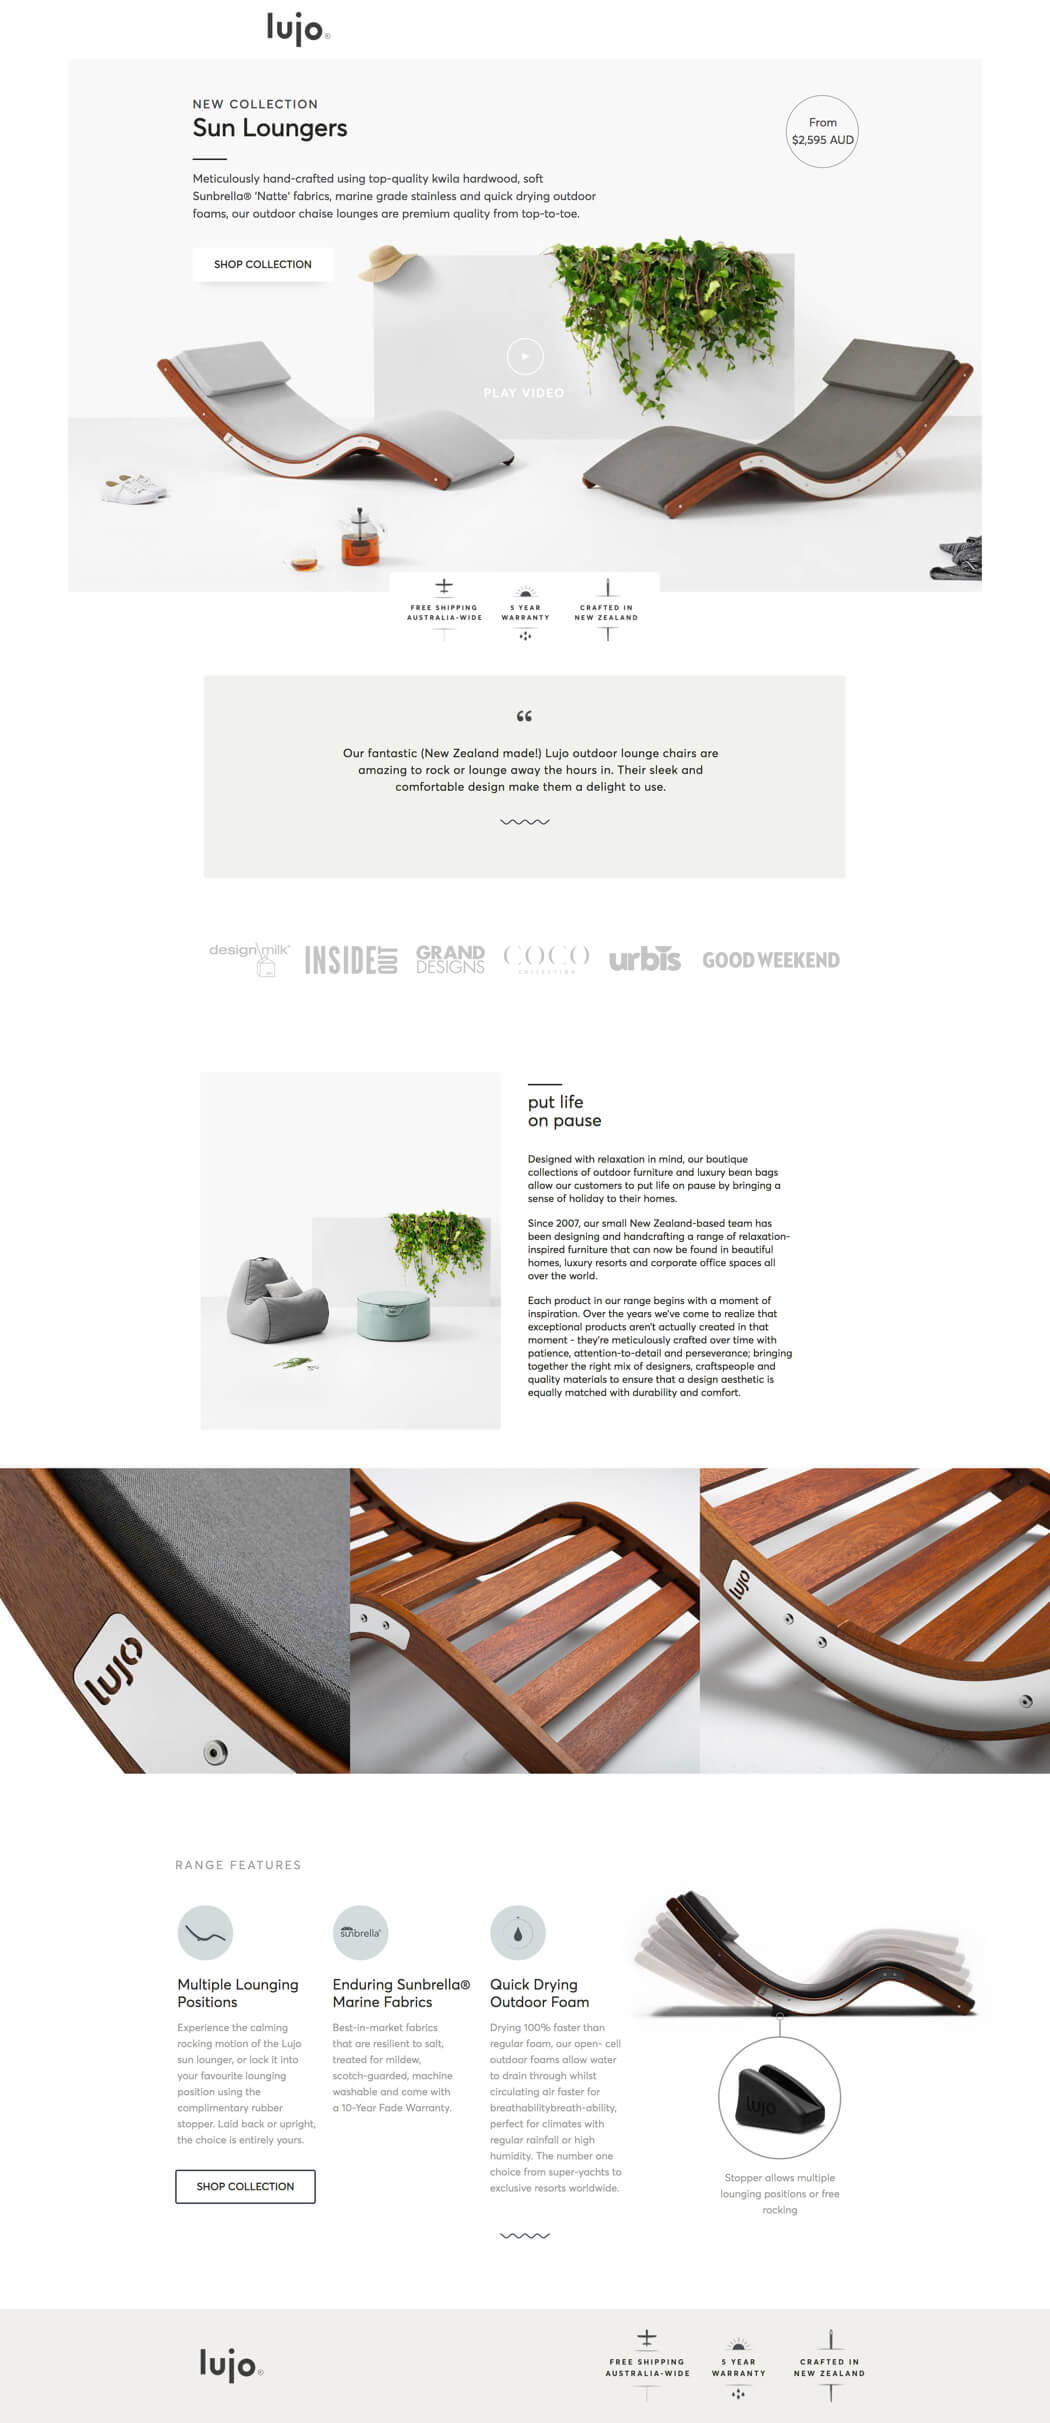 lujo®
NEW COLLECTION
Sun Loungers
From
$2,595 AUD
Meticulously hand-crafted using top-quality kwila hardwood, soft
Sunbrella® 'Natte' fabrics, marine grade stainless and quick drying outdoor
foams, our outdoor chaise lounges are premium quality from top-to-toe.
SHOP COLLECTION
PLAY VIDEO
FREE SHIPPING
AUSTRALIA-WIDE
5 YEAR
WARRANTY
CRAFTED IN
NEW ZEALAND
“
Our fantastic (New Zealand made!) Lujo outdoor lounge chairs are
amazing to rock or lounge away the hours in. Their sleek and
comfortable design make them a delight to use.
design milk
INSIDE OUT
GRAND
DESIGNS
COCO
COLLECTION
urbis
GOOD WEEKEND
put life
on pause
Designed with relaxation in mind, our boutique
collections of outdoor furniture and luxury bean bags
allow our customers to put life on pause by bringing a
sense of holiday to their homes.
Since 2007, our small New Zealand-based team has
been designing and handcrafting a range of relaxation-
inspired furniture that can now be found in beautiful
homes, luxury resorts and corporate office spaces all
over the world.
Each product in our range begins with a moment of
inspiration. Over the years we've come to realize that
exceptional products aren't actually created in that
moment - they're meticulously crafted over time with
patience, attention-to-detail and perseverance; bringing
together the right mix of designers, craftspeople and
quality materials to ensure that a design aesthetic is
equally matched with durability and comfort.
lujo
lujo
RANGE FEATURES
sunbrella®
Multiple Lounging
Positions
Experience the calming
rocking motion of the Lujo
sun lounger, or lock it into
your favourite lounging
position using the
complimentary rubber
stopper. Laid back or upright,
the choice is entirely yours.
SHOP COLLECTION
Enduring Sunbrella®
Marine Fabrics
Best-in-market fabrics
that are resilient to salt,
treated for mildew,
scotch-guarded, machine
washable and come with
a 10-Year Fade Warranty.
Quick Drying
Outdoor Foam
Drying 100% faster than
regular foam, our open- cell
outdoor foams allow water
to drain through whilst
circulating air faster for
breathabilitybreath-ability,
perfect for climates with
regular rainfall or high
humidity. The number one
choice from super-yachts to
exclusive resorts worldwide.
lujo
Stopper allows multiple
lounging positions or free
rocking
lujo®
FREE SHIPPING
AUSTRALIA-WIDE
5 YEAR
WARRANTY
CRAFTED IN
NEW ZEALAND